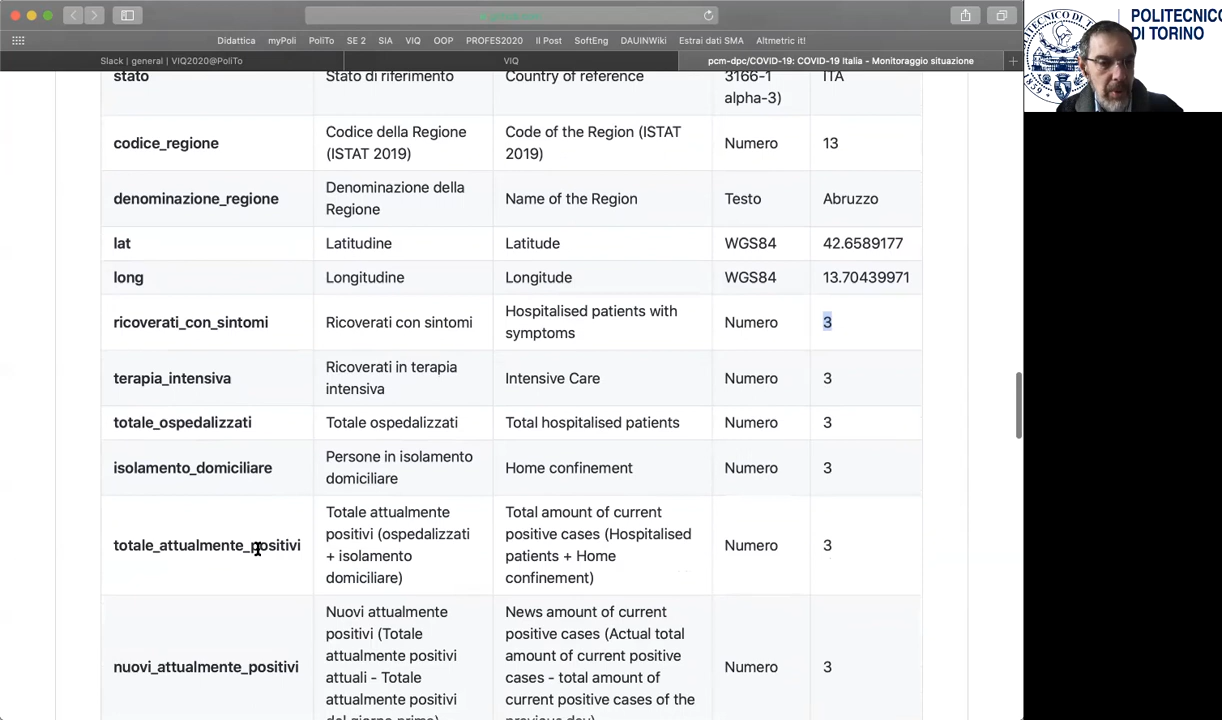 Didattica myPoli PoliTo SE 2 SIA VIQ OOP PROFES2020 Il Post SoftEng DAUINWiki Estrai dati SMA Altmetric it!
Slack | general | VIQ2020@PoliTo VIQ pcm-dpc/COVID-19: COVID-19 Italia - Monitoraggio situazione
POLITECNICO
DI TORINO
1859
stato Stato di riferimento Country of reference 3166-1 ITA
alpha-3)
codice_regione Codice della Regione Code of the Region (ISTAT Numero 13
(ISTAT 2019) 2019)
denominazione_regione Denominazione della Name of the Region Testo Abruzzo
Regione
lat Latitudine Latitude WGS84 42.6589177
long Longitudine Longitude WGS84 13.70439971
ricoverati_con_sintomi Ricoverati con sintomi Hospitalised patients with Numero 3
symptoms
terapia_intensiva Ricoverati in terapia Intensive Care Numero 3
intensiva
totale_ospedalizzati Totale ospedalizzati Total hospitalised patients Numero 3
isolamento_domiciliare Persone in isolamento Home confinement Numero 3
domiciliare
totale_attualmente_positivi Totale attualmente Total amount of current Numero 3
positivi (ospedalizzati positive cases (Hospitalised
+ isolamento patients + Home
domiciliare) confinement)
nuovi_attualmente_positivi Nuovi attualmente News amount of current Numero 3
positivi (Totale positive cases (Actual total
attualmente positivi amount of current positive
attuali - Totale cases - total amount of
attualmente positivi current positive cases of the
del giorno prima) previous day)